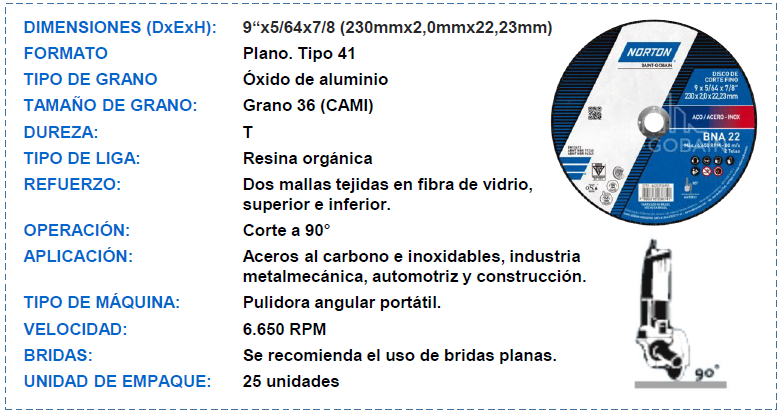 DIMENSIONES (DxExH): 9“x5/64x7/8 (230mmx2,0mmx22,23mm)
FORMATO Plano. Tipo 41
TIPO DE GRANO Óxido de aluminio
TAMAÑO DE GRANO: Grano 36 (CAMI)
DUREZA: T
TIPO DE LIGA: Resina orgánica
REFUERZO: Dos mallas tejidas en fibra de vidrio,
superior e inferior.
OPERACIÓN: Corte a 90°
APLICACIÓN: Aceros al carbono e inoxidables, industria
metalmecánica, automotriz y construcción.
TIPO DE MÁQUINA: Pulidora angular portátil.
VELOCIDAD: 6.650 RPM
BRIDAS: Se recomienda el uso de bridas planas.
UNIDAD DE EMPAQUE: 25 unidades
NORTON
SAINT-GOBAIN
DISCO DE
CORTE FINO
9 x 5/64 x 7/8"
230 x 2,0 x 22,23mm
ACO / ACERO - INOX
BNA 22
GOBAIN
2 Telas
90°